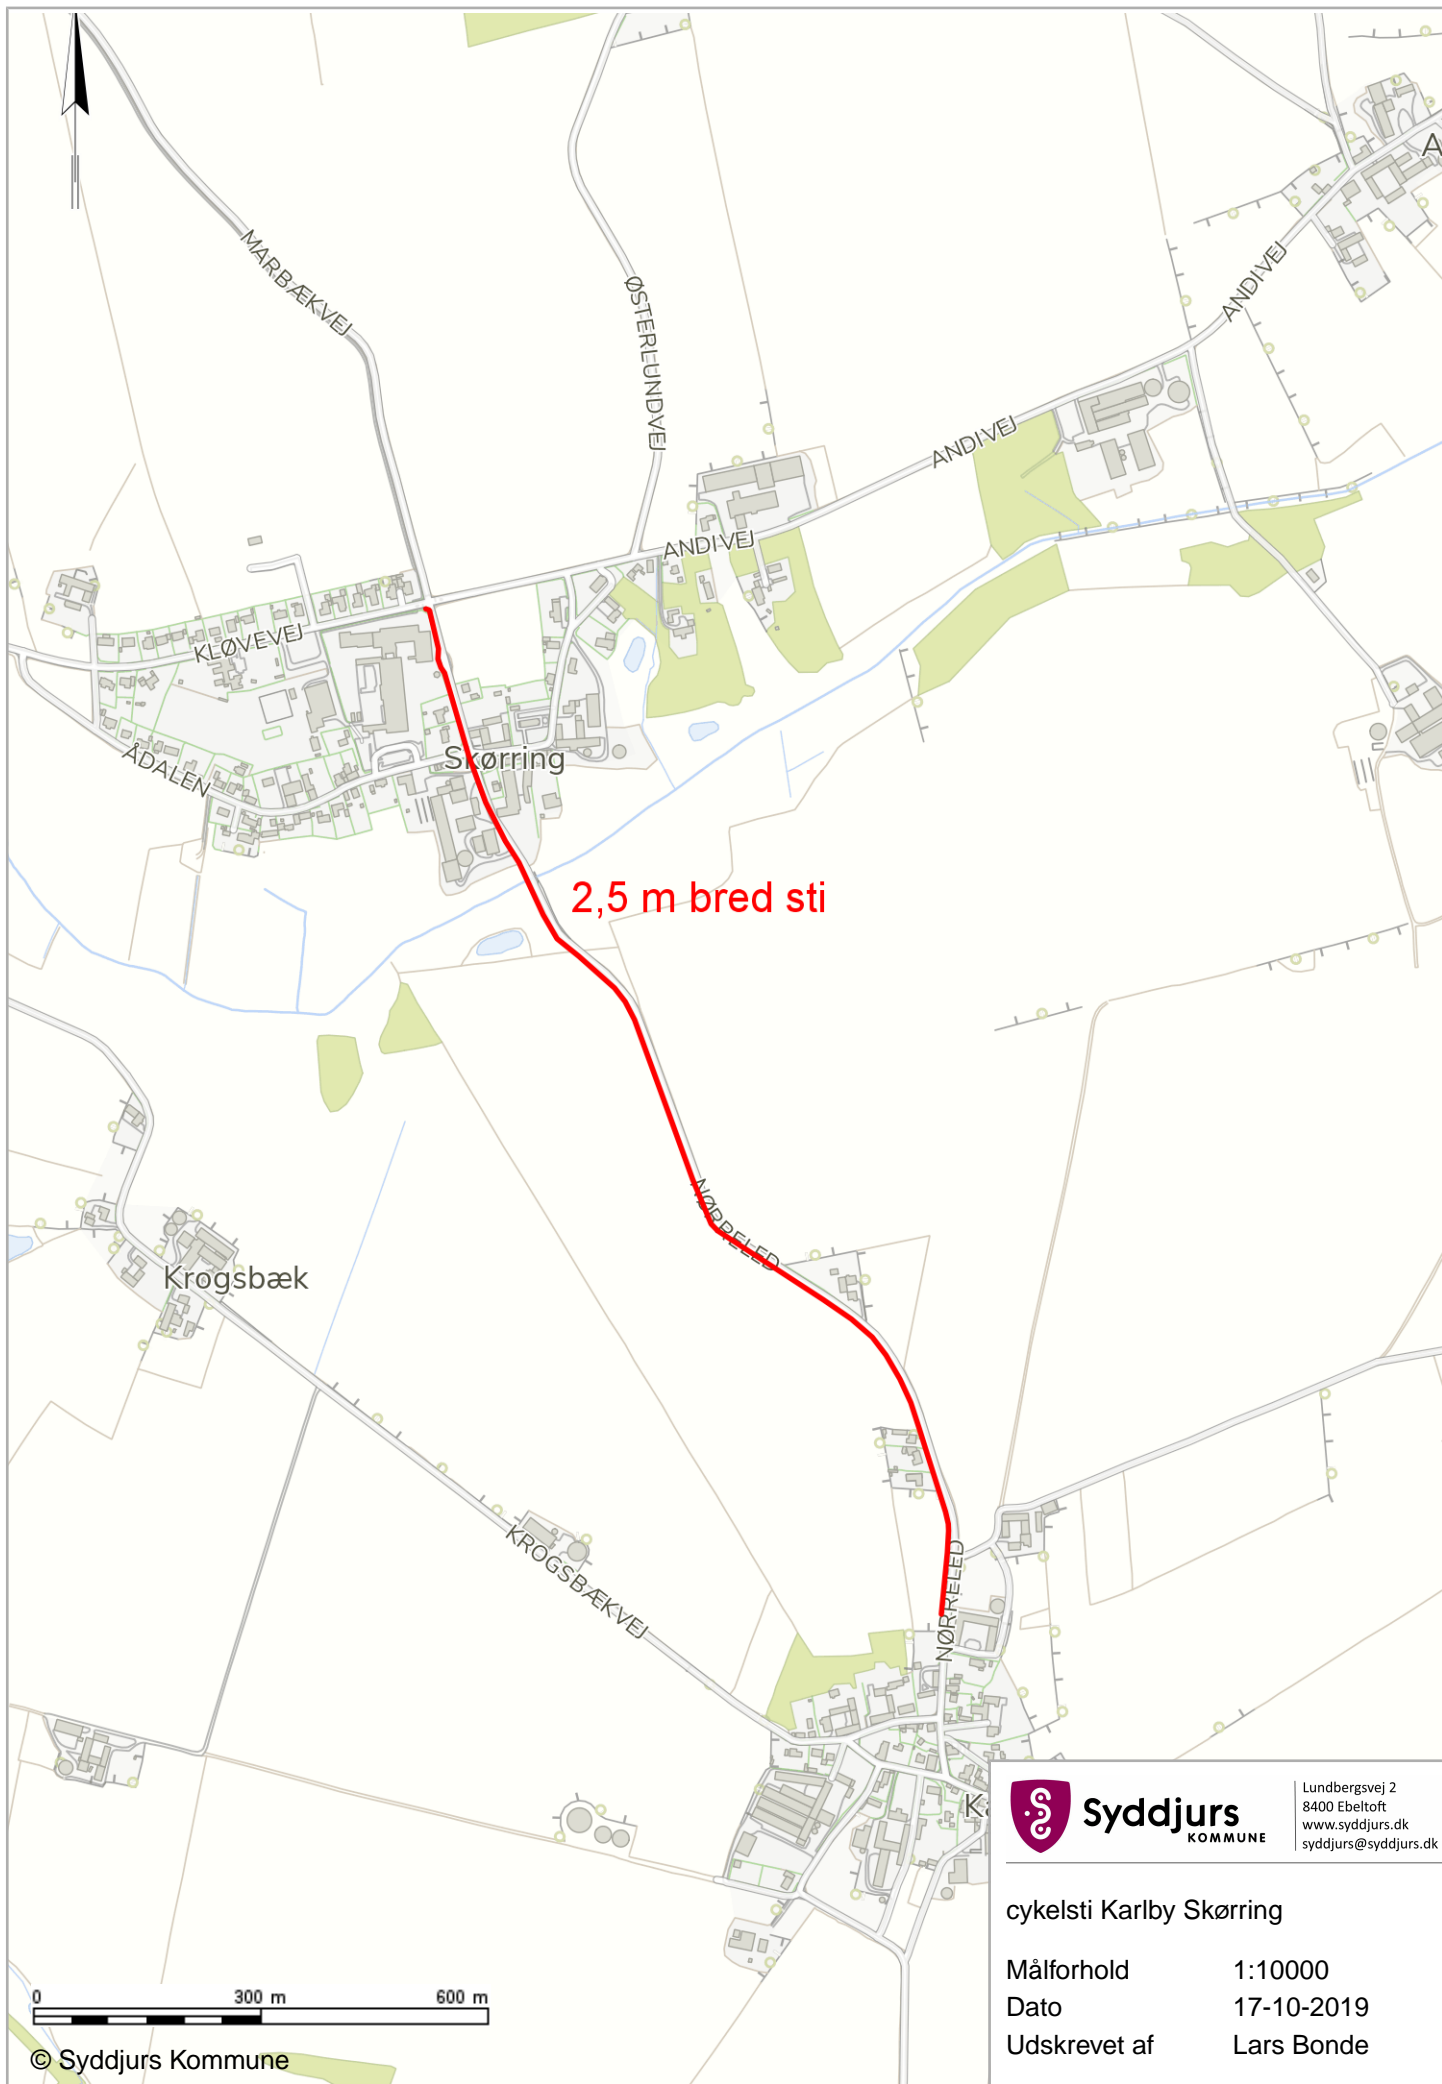 A
MARBÆKVEJ
ØSTERLUNDVEJ
ANDIVEJ
ANDIVEJ
ANDIVEJ
KLØVEVEJ
ÅDALEN
Skørring
2,5 m bred sti
NØRRELED
Krogsbæk
KROGSBÆKVEJ
NØRRELED
Ka
Syddjurs
KOMMUNE
Lundbergsvej 2
8400 Ebeltoft
www.syddjurs.dk
syddjurs@syddjurs.dk
cykelsti Karlby Skørring
Målforhold 1:10000
Dato 17-10-2019
Udskrevet af Lars Bonde
0 300 m 600 m
© Syddjurs Kommune